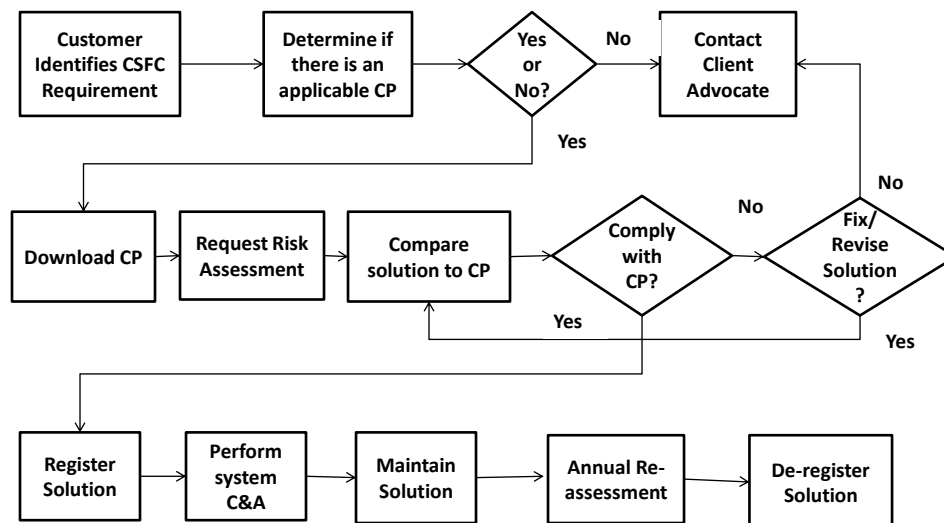 Customer
Identifies CSFC
Requirement
Determine if
there is an
applicable CP
Yes
or
No?
No
Contact
Client
Advocate
Yes
No
Download CP
Request Risk
Assessment
Compare
solution to CP
Comply
with
CP?
No
Fix/
Revise
Solution
?
Yes
Yes
Register
Solution
Perform
system
C&A
Maintain
Solution
Annual Re-
assessment
De-register
Solution